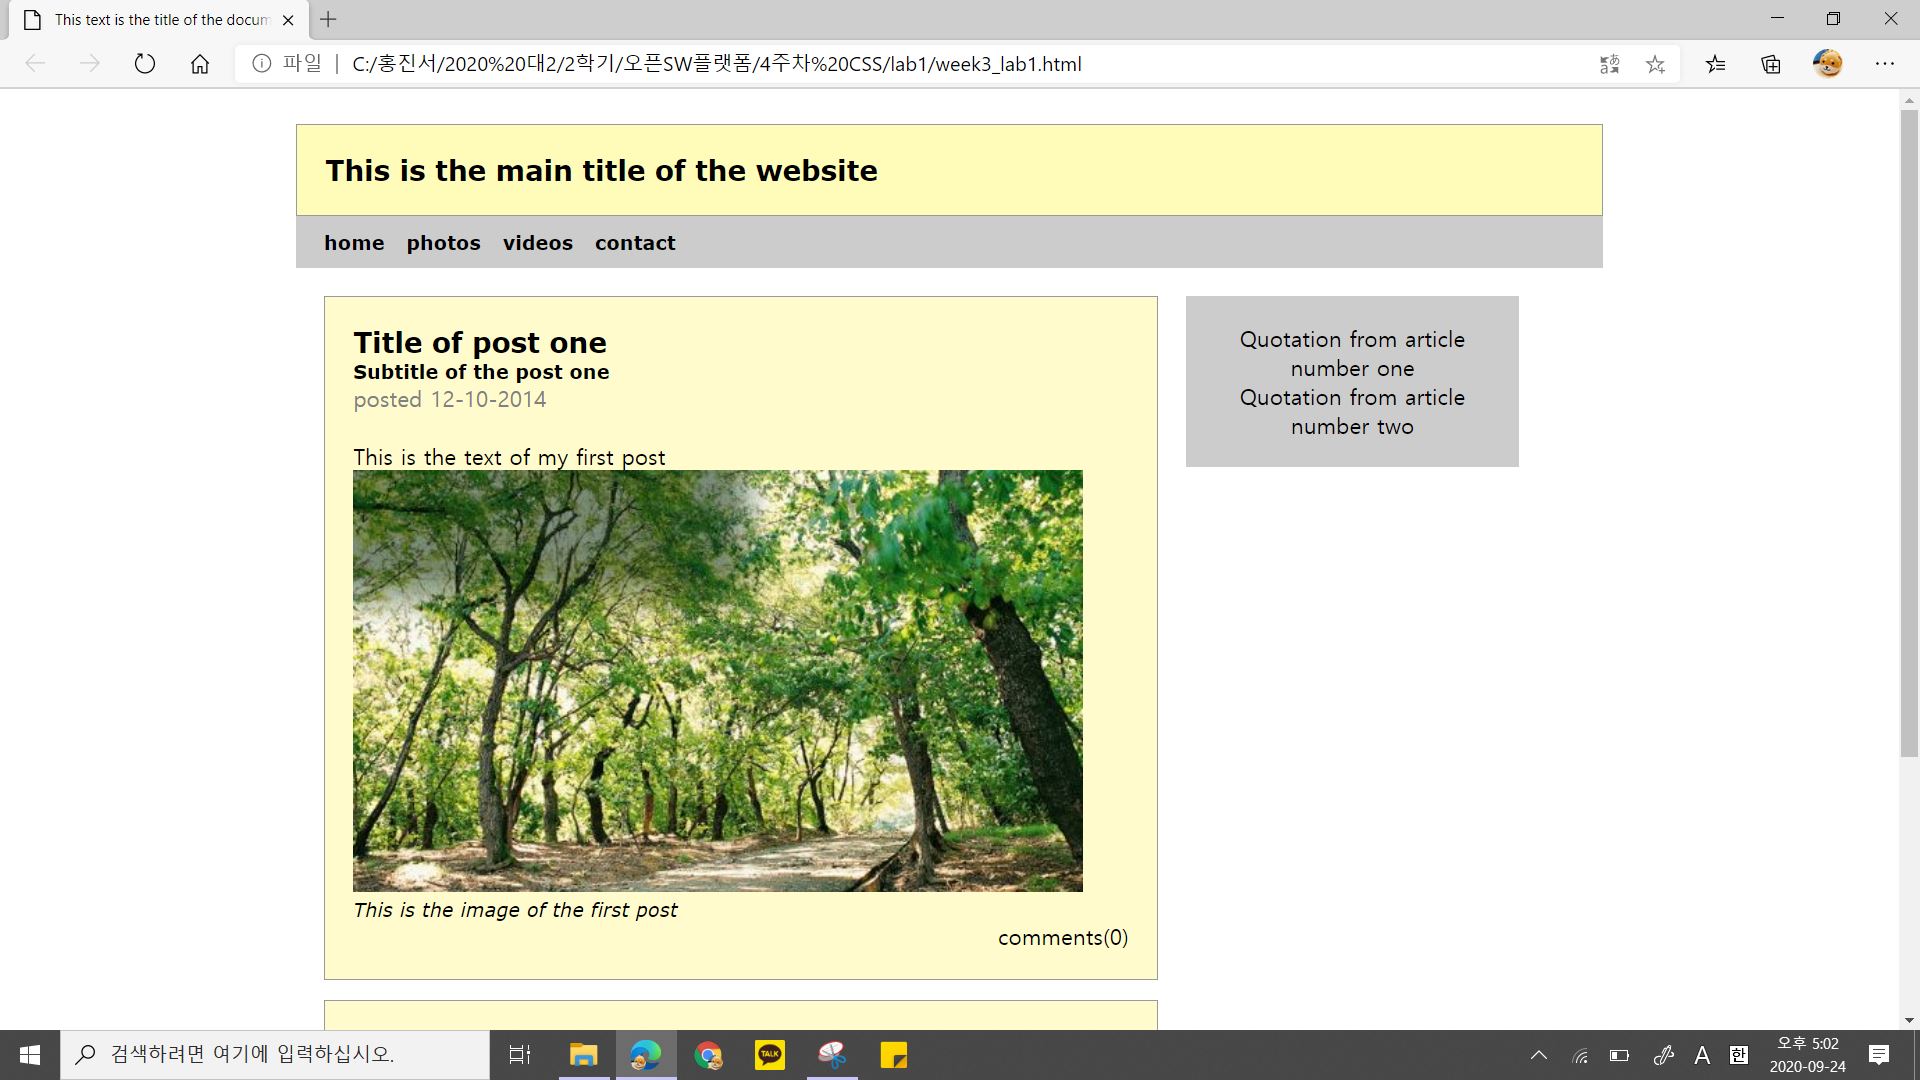 This text is the title of the docum
파일 | C:/홍진서/2020%20대2/2학기/오픈SW플랫폼/4주차%20CSS/lab1/week3_lab1.html
This is the main title of the website
home photos videos contact
Title of post one
Subtitle of the post one
posted 12-10-2014
This is the text of my first post
This is the image of the first post
comments(0)
Quotation from article
number one
Quotation from article
number two
검색하려면 여기에 입력하십시오.
TALK
A 한
오후 5:02
2020-09-24